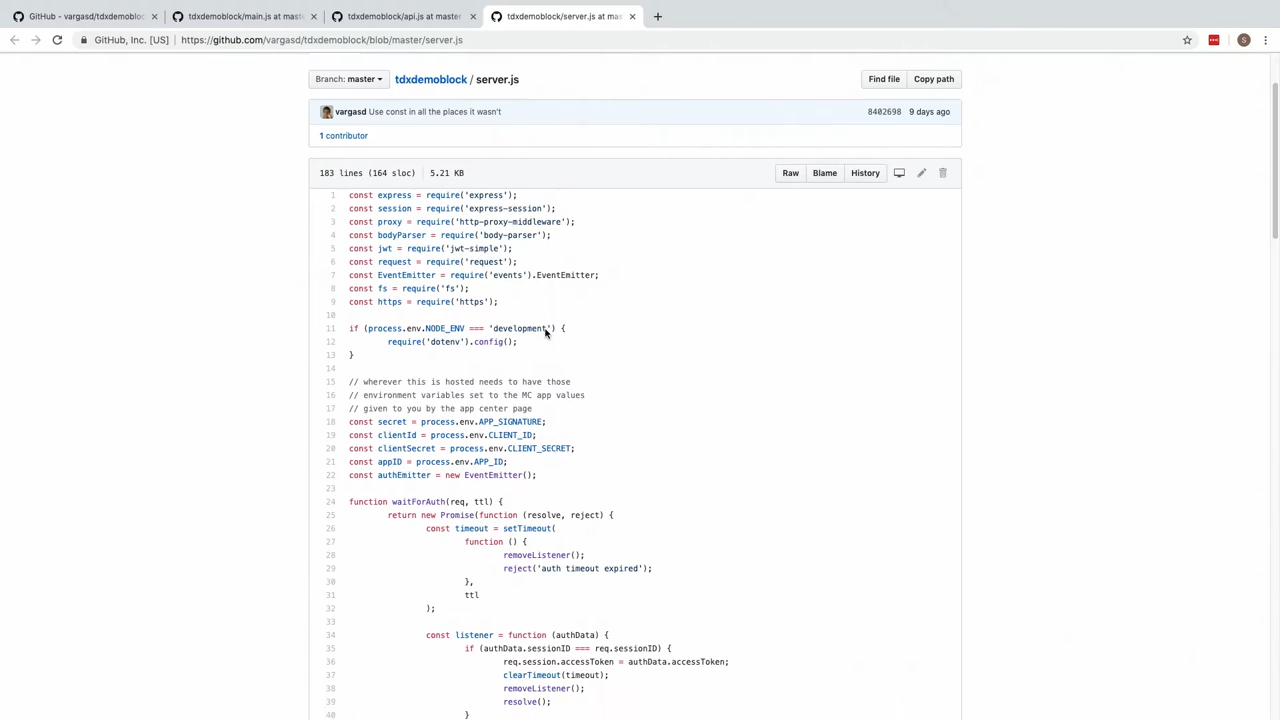 GitHub - vargasd/tdxdemobloc
tdxdemoblock/main.js at maste
tdxdemoblock/api.js at master
tdxdemoblock/server.js at mas
GitHub, Inc. [US]
https://github.com/vargasd/tdxdemoblock/blob/master/server.js
S
Branch: master
tdxdemoblock / server.js
Find file
Copy path
vargasd Use const in all the places it wasn't
8402698 9 days ago
1 contributor
183 lines (164 sloc) 5.21 KB
Raw
Blame
History
1 const express = require('express');
2 const session = require('express-session');
3 const proxy = require('http-proxy-middleware');
4 const bodyParser = require('body-parser');
5 const jwt = require('jwt-simple');
6 const request = require('request');
7 const EventEmitter = require('events').EventEmitter;
8 const fs = require('fs');
9 const https = require('https');
10
11 if (process.env.NODE_ENV === 'development') {
12 require('dotenv').config();
13 }
14
15 // wherever this is hosted needs to have those
16 // environment variables set to the MC app values
17 // given to you by the app center page
18 const secret = process.env.APP_SIGNATURE;
19 const clientId = process.env.CLIENT_ID;
20 const clientSecret = process.env.CLIENT_SECRET;
21 const appID = process.env.APP_ID;
22 const authEmitter = new EventEmitter();
23
24 function waitForAuth(req, ttl) {
25 return new Promise(function (resolve, reject) {
26 const timeout = setTimeout(
27 function () {
28 removeListener();
29 reject('auth timeout expired');
30 },
31 ttl
32 );
33
34 const listener = function (authData) {
35 if (authData.sessionID === req.sessionID) {
36 req.session.accessToken = authData.accessToken;
37 clearTimeout(timeout);
38 removeListener();
39 resolve();
40 }